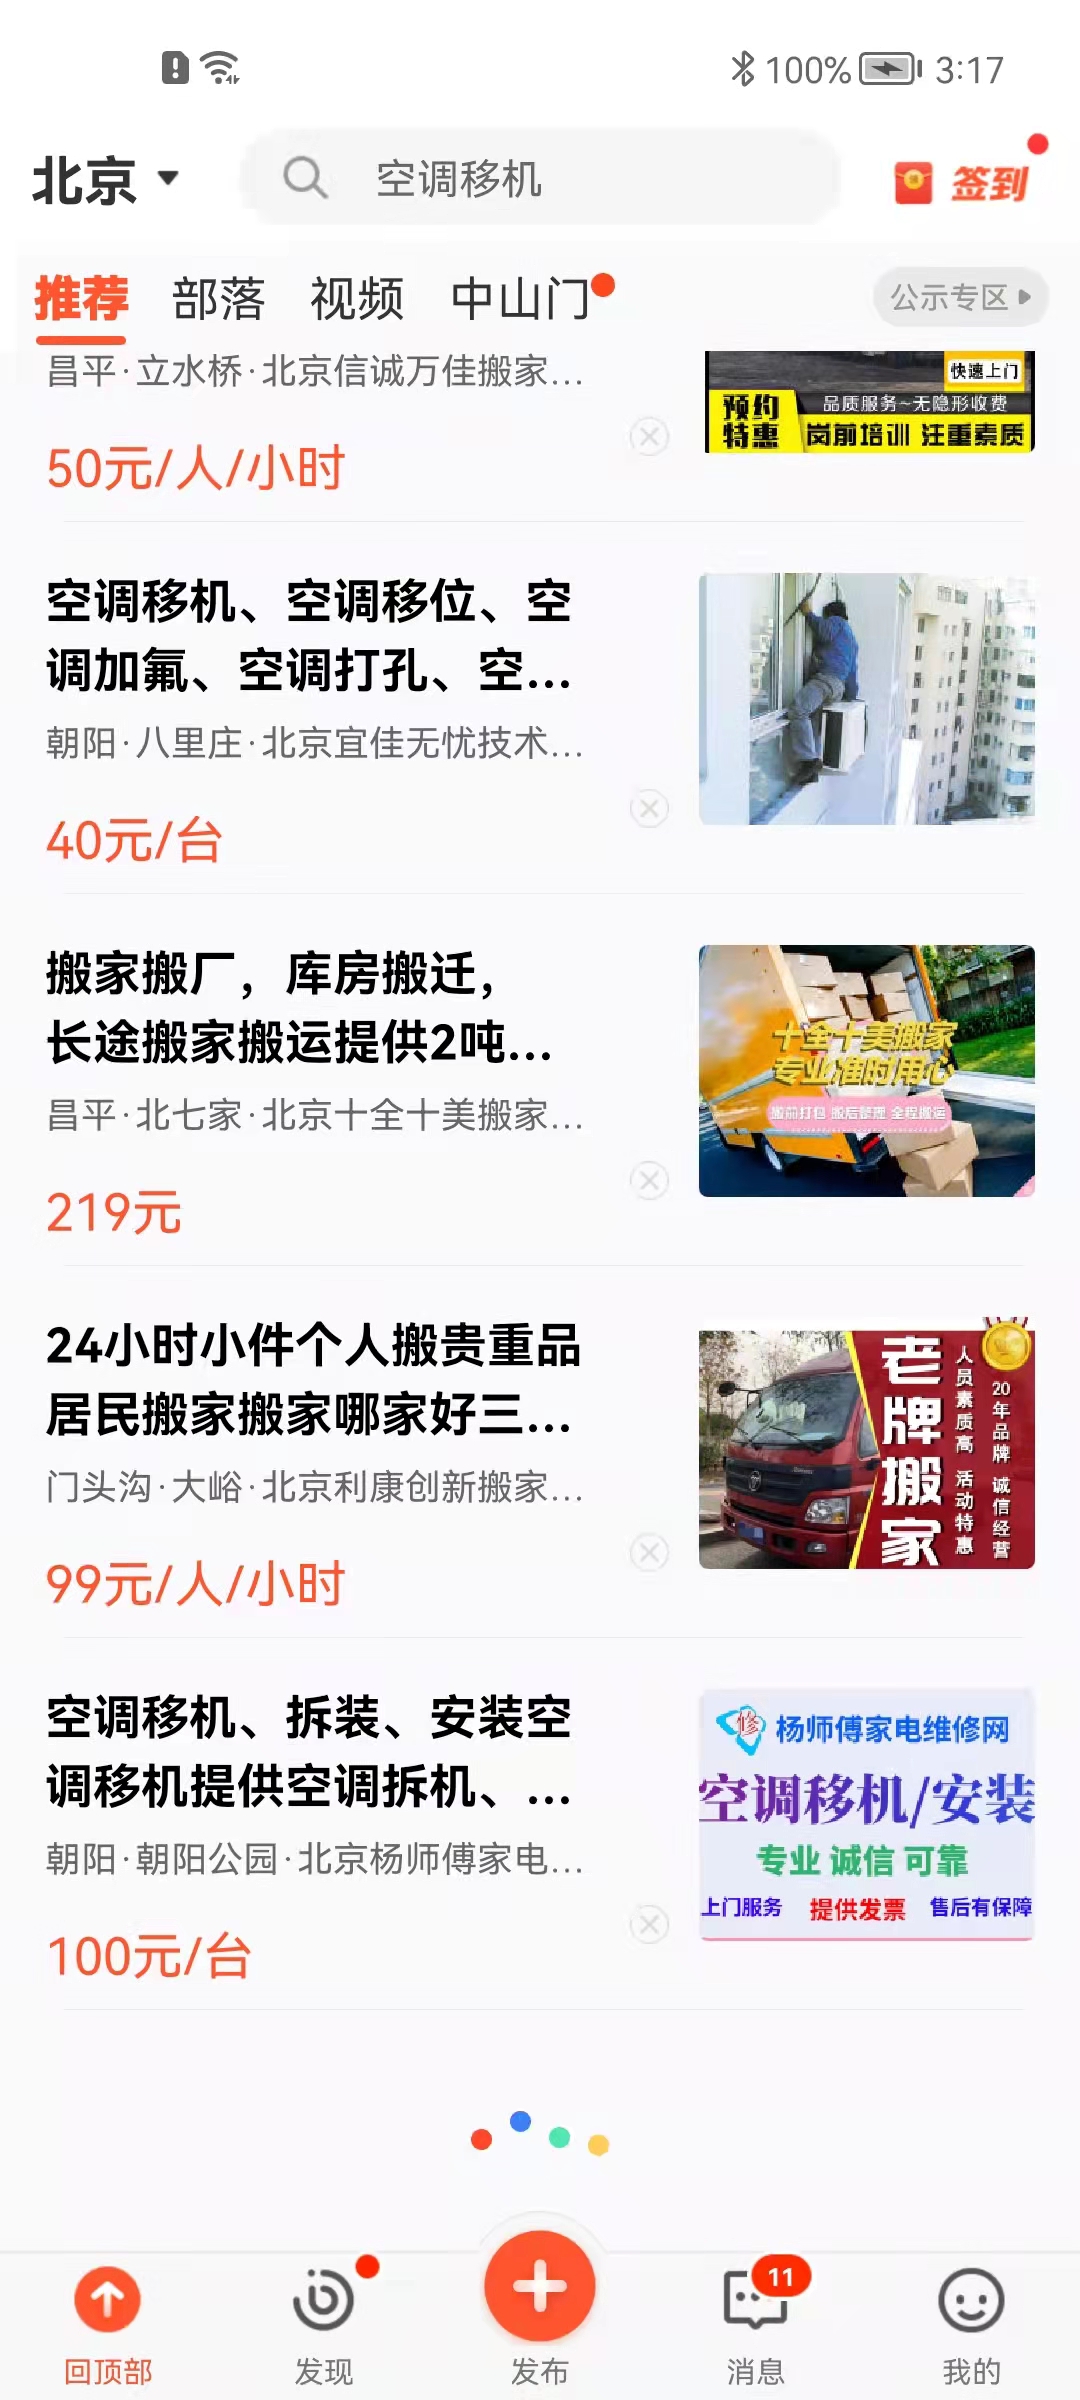 100% 3:17
北京 空调移机 签到
推荐 部落 视频 中山门 公示专区
昌平·立水桥·北京信诚万佳搬家...
50元/人/小时
快速上门
预约特惠
品质服务~无隐形收费
岗前培训 注重素质
空调移机、空调移位、空
调加氟、空调打孔、空...
朝阳·八里庄·北京宜佳无忧技术...
40元/台
搬家搬厂，库房搬迁，
长途搬家搬运提供2吨...
昌平·北七家·北京十全十美搬家...
219元
十全十美搬家
专业准时用心
搬前打包 搬后整理 全程搬运
24小时小件个人搬贵重品
居民搬家搬家哪家好三...
门头沟·大峪·北京利康创新搬家...
99元/人/小时
老牌搬家
人员素质高 活动特惠
20年品牌 诚信经营
空调移机、拆装、安装空
调移机提供空调拆机、...
朝阳·朝阳公园·北京杨师傅家电...
100元/台
修 杨师傅家电维修网
空调移机/安装
专业 诚信 可靠
上门服务 提供发票 售后有保障
11
回顶部 发现 发布 消息 我的